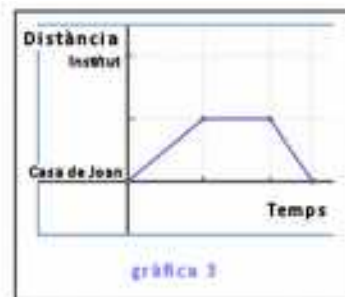 Distància
Institut
Casa de Joan
Temps
gràfica 3